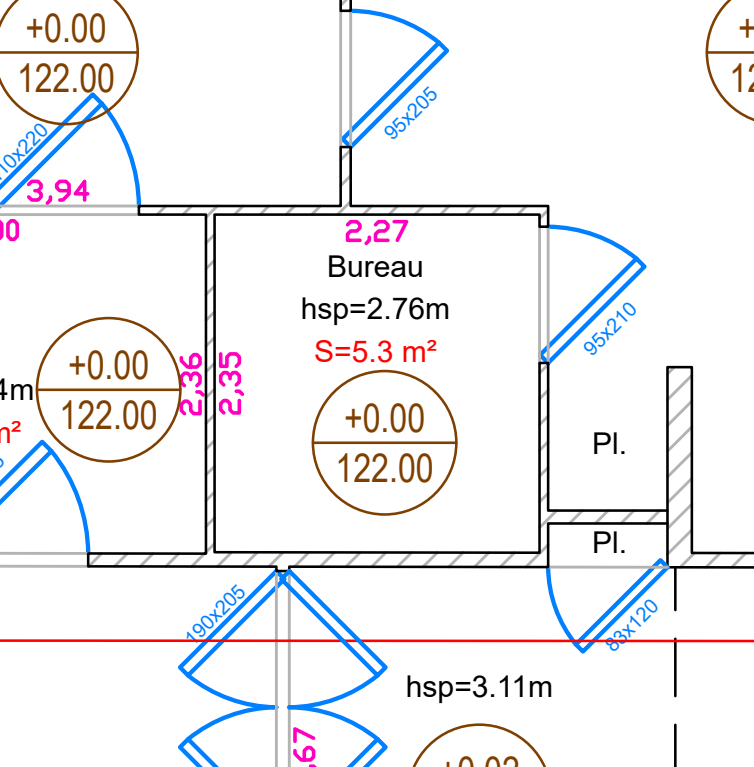 +0.00
122.00
95x205
3,94
2,27
Bureau
hsp=2.76m
S=5.3 m²
95x210
+0.00
122.00
2,36
2,35
+0.00
122.00
Pl.
Pl.
190x205
83x120
hsp=3.11m